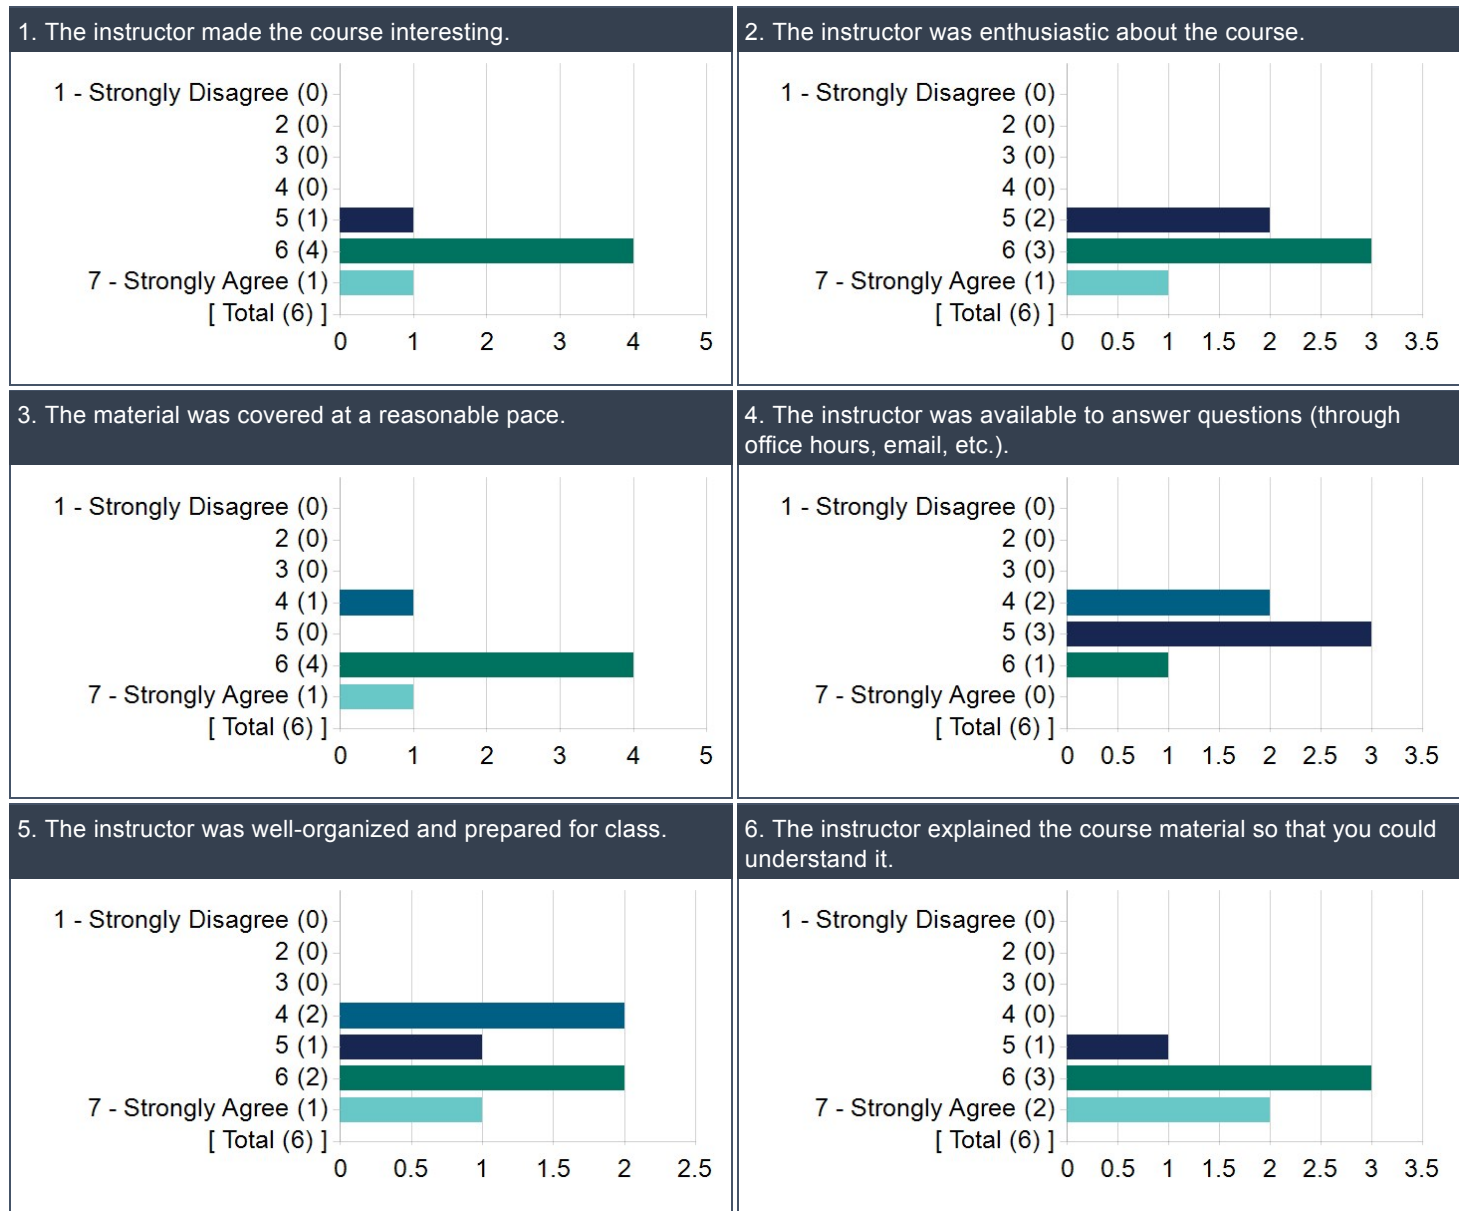 1. The instructor made the course interesting.
1 - Strongly Disagree (0)
2 (0)
3 (0)
4 (0)
5 (1)
6 (4)
7 - Strongly Agree (1)
[ Total (6) ]
0 1 2 3 4 5
2. The instructor was enthusiastic about the course.
1 - Strongly Disagree (0)
2 (0)
3 (0)
4 (0)
5 (2)
6 (3)
7 - Strongly Agree (1)
[ Total (6) ]
0 0.5 1 1.5 2 2.5 3 3.5
3. The material was covered at a reasonable pace.
1 - Strongly Disagree (0)
2 (0)
3 (0)
4 (1)
5 (0)
6 (4)
7 - Strongly Agree (1)
[ Total (6) ]
0 1 2 3 4 5
4. The instructor was available to answer questions (through
office hours, email, etc.).
1 - Strongly Disagree (0)
2 (0)
3 (0)
4 (2)
5 (3)
6 (1)
7 - Strongly Agree (0)
[ Total (6) ]
0 0.5 1 1.5 2 2.5 3 3.5
5. The instructor was well-organized and prepared for class.
1 - Strongly Disagree (0)
2 (0)
3 (0)
4 (2)
5 (1)
6 (2)
7 - Strongly Agree (1)
[ Total (6) ]
0 0.5 1 1.5 2 2.5
6. The instructor explained the course material so that you could
understand it.
1 - Strongly Disagree (0)
2 (0)
3 (0)
4 (0)
5 (1)
6 (3)
7 - Strongly Agree (2)
[ Total (6) ]
0 0.5 1 1.5 2 2.5 3 3.5